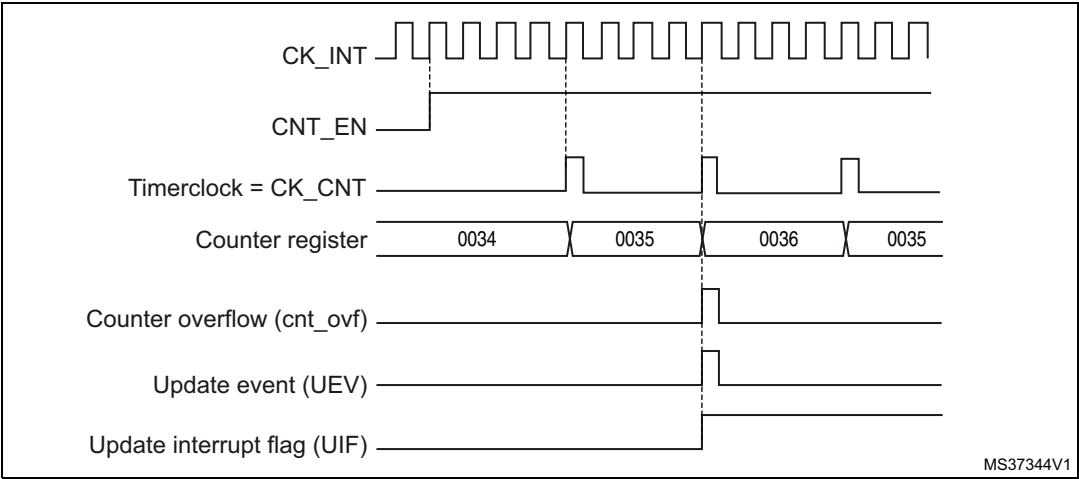 CK_INT
CNT_EN
Timerclock = CK_CNT
Counter register 0034 0035 0036 0035
Counter overflow (cnt_ovf)
Update event (UEV)
Update interrupt flag (UIF)
MS37344V1